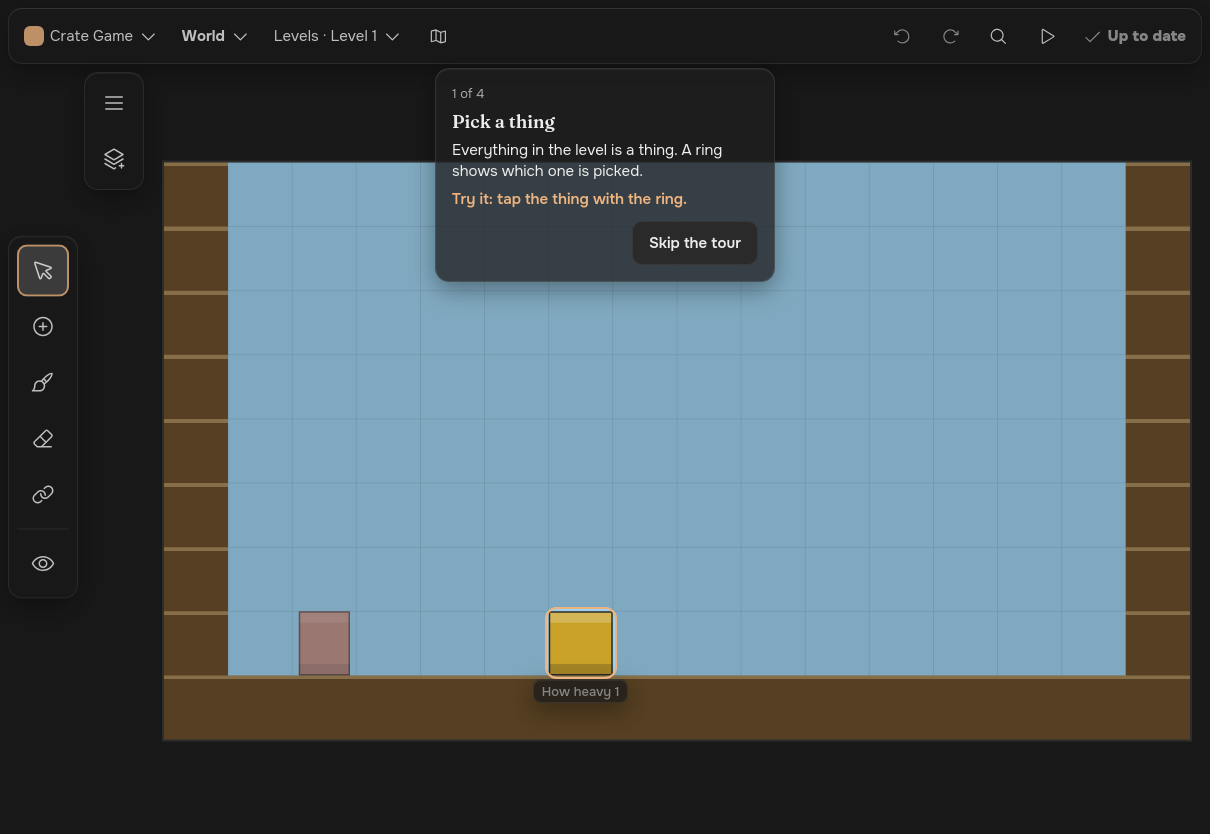 Crate Game
World
Levels · Level 1
Up to date
1 of 4
Pick a thing
Everything in the level is a thing. A ring
shows which one is picked.
Try it: tap the thing with the ring.
Skip the tour
How heavy 1